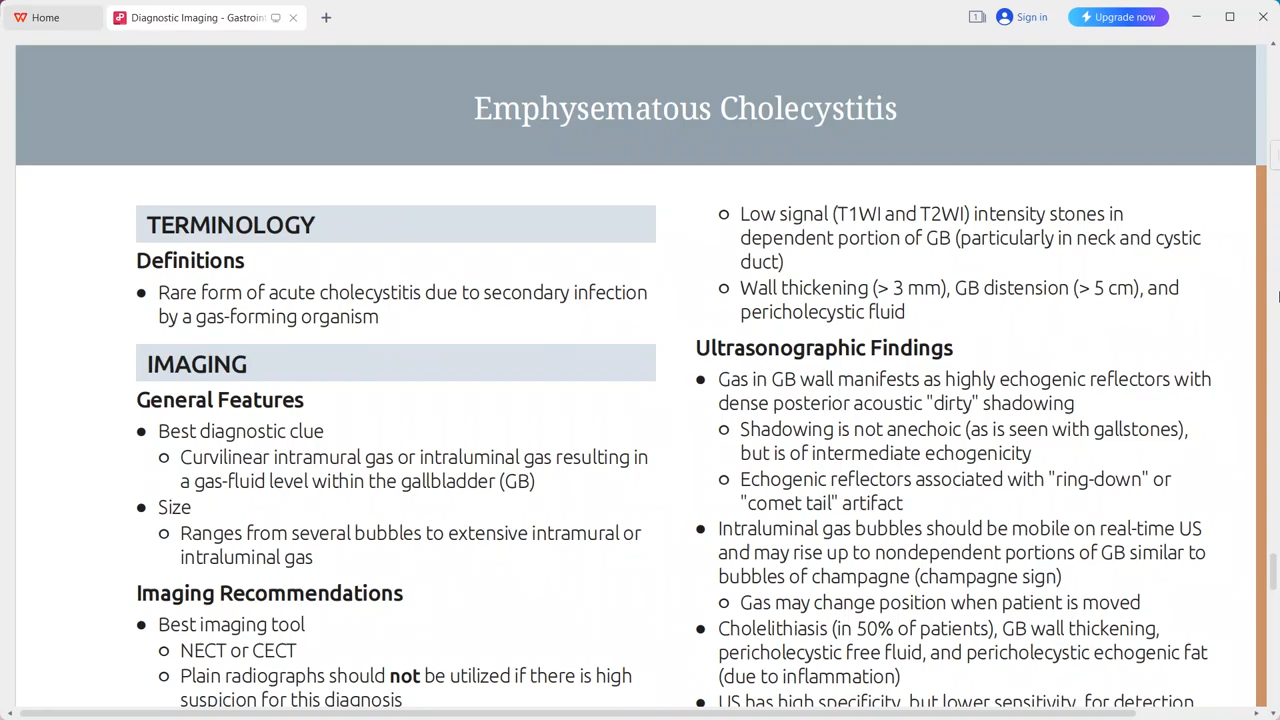 Home
Diagnostic Imaging - Gastroint
Sign in
Upgrade now
Emphysematous Cholecystitis
TERMINOLOGY
Definitions
● Rare form of acute cholecystitis due to secondary infection
by a gas-forming organism
IMAGING
General Features
● Best diagnostic clue
○ Curvilinear intramural gas or intraluminal gas resulting in
a gas-fluid level within the gallbladder (GB)
● Size
○ Ranges from several bubbles to extensive intramural or
intraluminal gas
Imaging Recommendations
● Best imaging tool
○ NECT or CECT
○ Plain radiographs should not be utilized if there is high
suspicion for this diagnosis
○ Low signal (T1WI and T2WI) intensity stones in
dependent portion of GB (particularly in neck and cystic
duct)
○ Wall thickening (> 3 mm), GB distension (> 5 cm), and
pericholecystic fluid
Ultrasonographic Findings
● Gas in GB wall manifests as highly echogenic reflectors with
dense posterior acoustic "dirty" shadowing
○ Shadowing is not anechoic (as is seen with gallstones),
but is of intermediate echogenicity
○ Echogenic reflectors associated with "ring-down" or
"comet tail" artifact
● Intraluminal gas bubbles should be mobile on real-time US
and may rise up to nondependent portions of GB similar to
bubbles of champagne (champagne sign)
○ Gas may change position when patient is moved
● Cholelithiasis (in 50% of patients), GB wall thickening,
pericholecystic free fluid, and pericholecystic echogenic fat
(due to inflammation)
● US has high specificity, but lower sensitivity, for detection